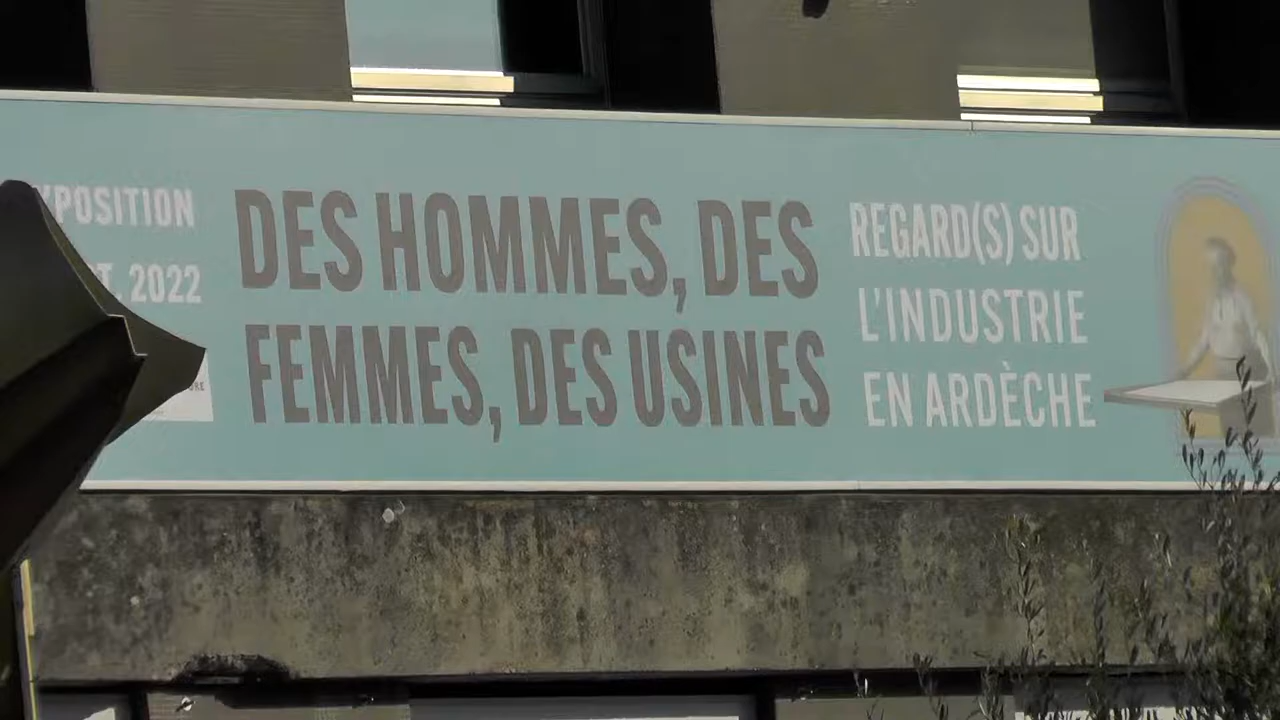 XPOSITION
T. 2022
DES HOMMES, DES
FEMMES, DES USINES
REGARD(S) SUR
L'INDUSTRIE
EN ARDÈCHE